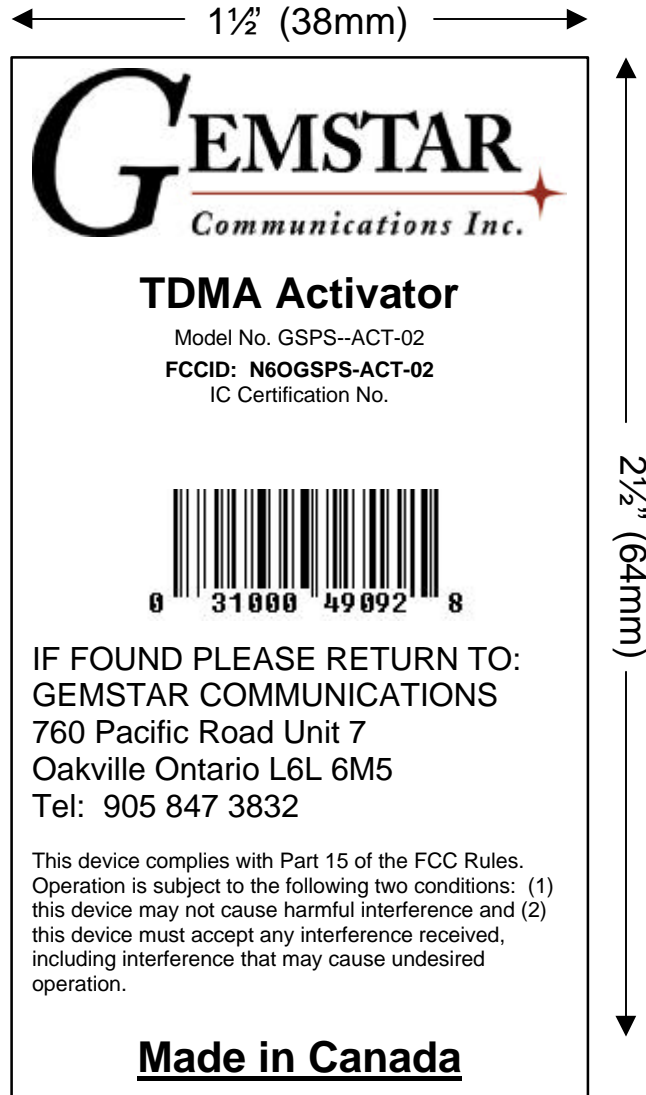 1½” (38mm)
GEMSTAR
Communications Inc.
TDMA Activator
Model No. GSPS--ACT-02
FCCID:  N6OGSPS-ACT-02
IC Certification No.
0 31000 49092 8
2½” (64mm)
IF FOUND PLEASE RETURN TO:
GEMSTAR COMMUNICATIONS
760 Pacific Road Unit 7
Oakville Ontario L6L 6M5
Tel:  905 847 3832
This device complies with Part 15 of the FCC Rules.
Operation is subject to the following two conditions:  (1)
this device may not cause harmful interference and (2)
this device must accept any interference received,
including interference that may cause undesired
operation.
Made in Canada